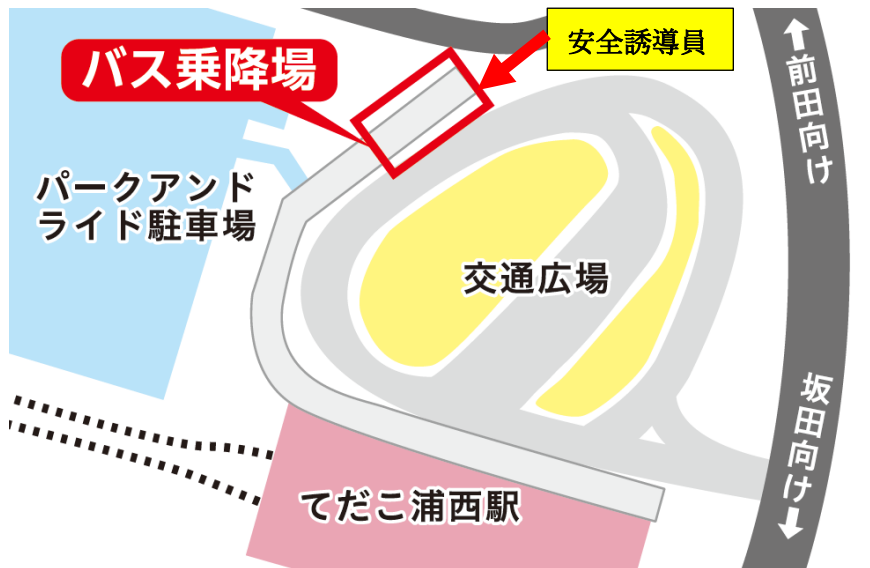 安全誘導員
バス乗降場
↑前田向け
パークアンド
ライド駐車場
交通広場
坂田向け↓
てだこ浦西駅